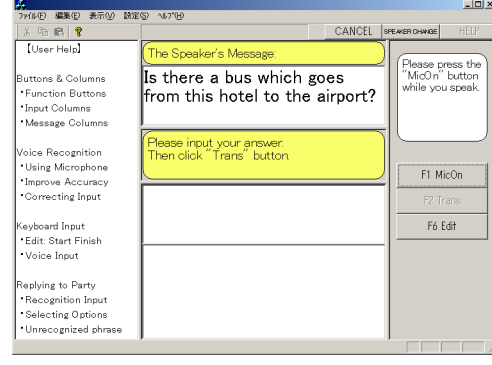 ファイル(F) 編集(E) 表示(V) 設定(S) ヘルプ(H)
CANCEL SPEAKER CHANGE HELP
【User Help】
Buttons & Columns
・Function Buttons
・Input Columns
・Message Columns
Voice Recognition
・Using Microphone
・Improve Accuracy
・Correcting Input
Keyboard Input
・Edit: Start Finish
・Voice Input
Replying to Party
・Recognition Input
・Selecting Options
・Unrecognized phrase
The Speaker's Message:
Is there a bus which goes
from this hotel to the airport?
Please input your answer.
Then click "Trans" button.
Please press the
"MicOn" button
while you speak.
F1 MicOn
F2 Trans
F6 Edit